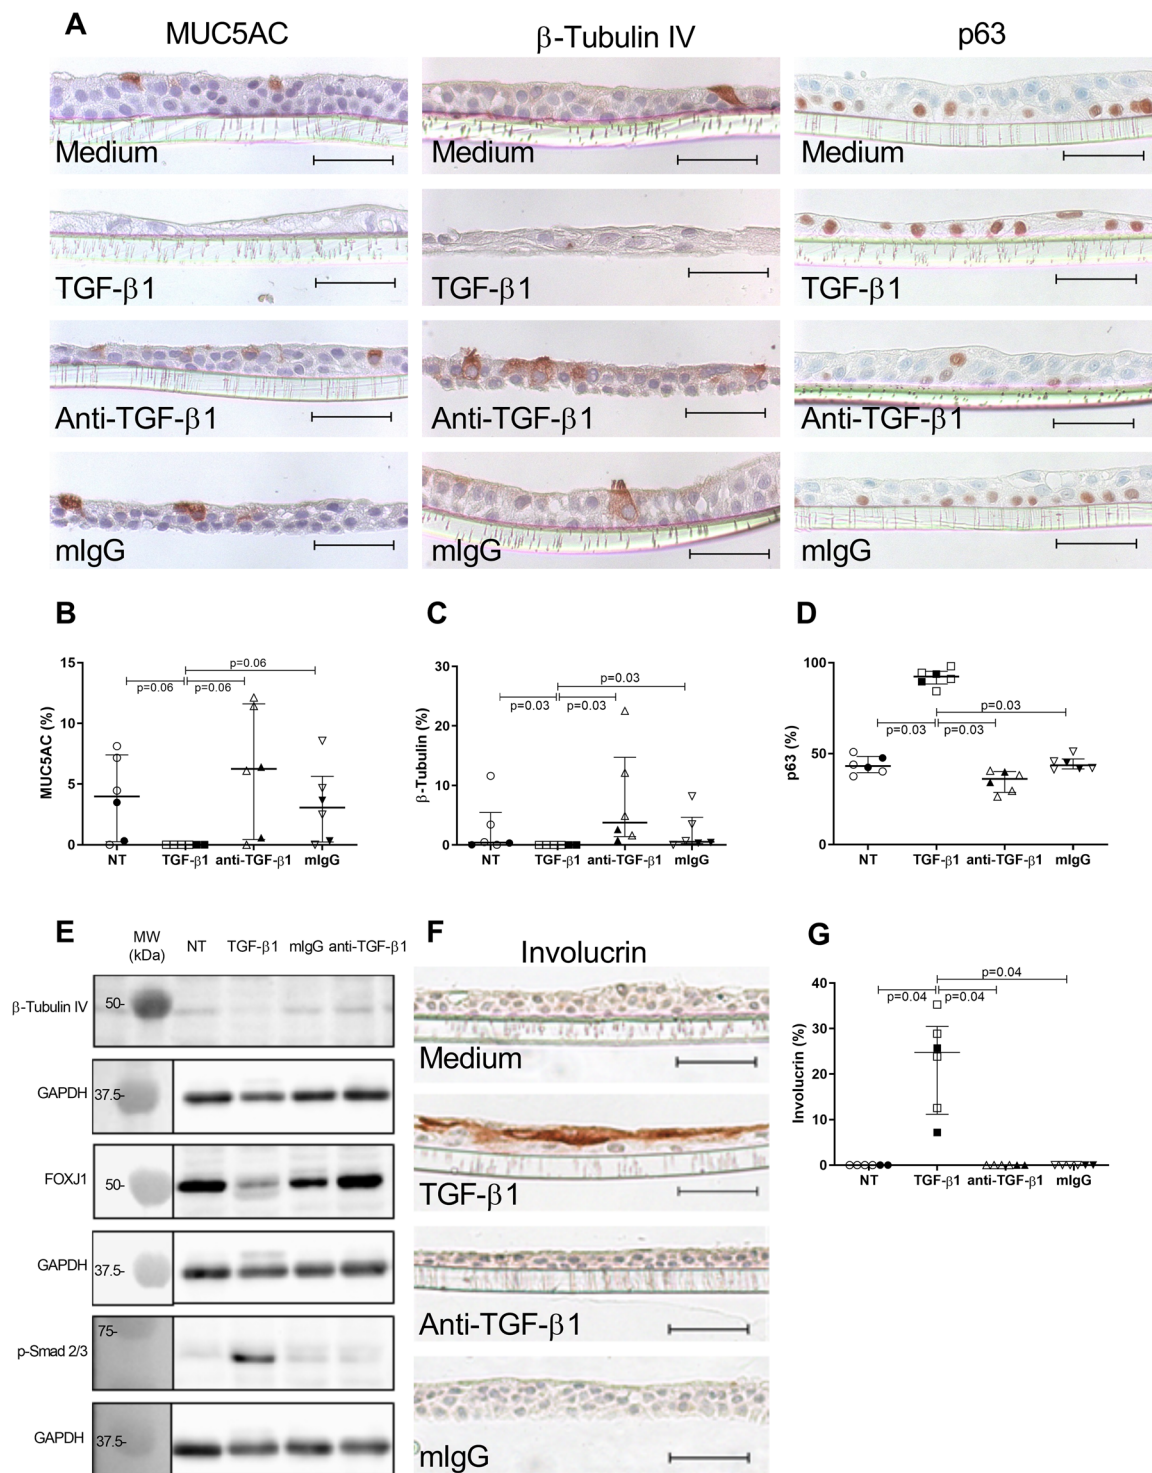 A
MUC5AC
β-Tubulin IV
p63
Medium
Medium
Medium
TGF-β1
TGF-β1
TGF-β1
Anti-TGF-β1
Anti-TGF-β1
Anti-TGF-β1
mIgG
mIgG
mIgG
B
MUC5AC (%)
15
10
5
0
p=0.06
p=0.06
p=0.06
NT
TGF-β1
anti-TGF-β1
mIgG
C
β-Tubulin (%)
30
20
10
0
p=0.03
p=0.03
p=0.03
NT
TGF-β1
anti-TGF-β1
mIgG
D
p63 (%)
100
50
0
p=0.03
p=0.03
p=0.03
NT
TGF-β1
anti-TGF-β1
mIgG
E
MW
(kDa)
NT
TGF-β1
mIgG
anti-TGF-β1
β-Tubulin IV
50-
GAPDH
37.5-
FOXJ1
50-
GAPDH
37.5-
75-
p-Smad 2/3
GAPDH
37.5-
F
Involucrin
Medium
TGF-β1
Anti-TGF-β1
mIgG
G
Involucrin (%)
40
30
20
10
0
p=0.04
p=0.04
p=0.04
NT
TGF-β1
anti-TGF-β1
mIgG